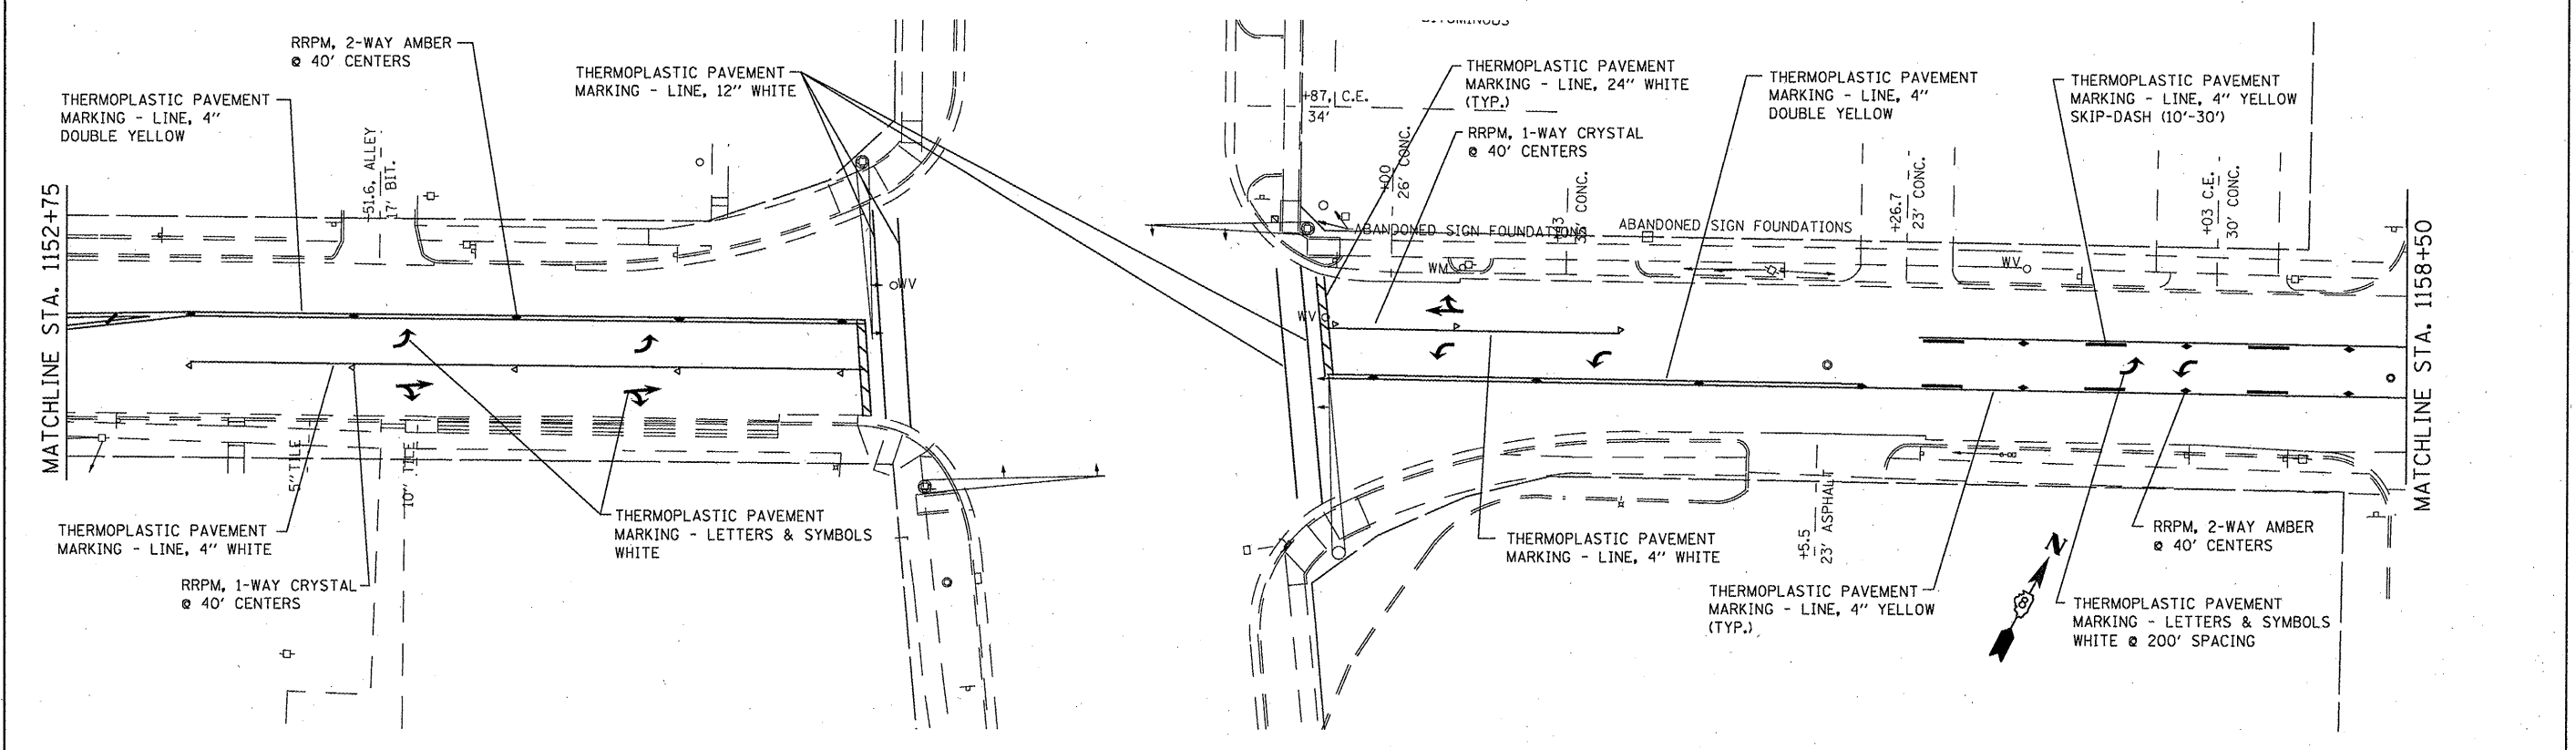 BITUMINOUS
RRPM, 2-WAY AMBER
@ 40' CENTERS
THERMOPLASTIC PAVEMENT
MARKING - LINE, 12" WHITE
THERMOPLASTIC PAVEMENT
MARKING - LINE, 4"
DOUBLE YELLOW
51.6, ALLEY
17' BIT.
MATCHLINE STA. 1152+75
WV
THERMOPLASTIC PAVEMENT
MARKING - LINE, 4" WHITE
RRPM, 1-WAY CRYSTAL
@ 40' CENTERS
5" TILE
10" TILE
THERMOPLASTIC PAVEMENT
MARKING - LETTERS & SYMBOLS
WHITE
+87, C.E.
34'
THERMOPLASTIC PAVEMENT
MARKING - LINE, 24" WHITE
(TYP.)
RRPM, 1-WAY CRYSTAL
@ 40' CENTERS
+00
26' CONC.
CONC.
ABANDONED SIGN FOUNDATIONS
ABANDONED SIGN FOUNDATIONS
WM
WV
THERMOPLASTIC PAVEMENT
MARKING - LINE, 4"
DOUBLE YELLOW
THERMOPLASTIC PAVEMENT
MARKING - LINE, 4" YELLOW
SKIP-DASH (10'-30')
+26.7
23' CONC.
+03 C.E.
30' CONC.
WV
MATCHLINE STA. 1158+50
THERMOPLASTIC PAVEMENT
MARKING - LINE, 4" WHITE
+5.5
23' ASPHALT
THERMOPLASTIC PAVEMENT
MARKING - LINE, 4" YELLOW
(TYP.)
N
RRPM, 2-WAY AMBER
@ 40' CENTERS
THERMOPLASTIC PAVEMENT
MARKING - LETTERS & SYMBOLS
WHITE @ 200' SPACING